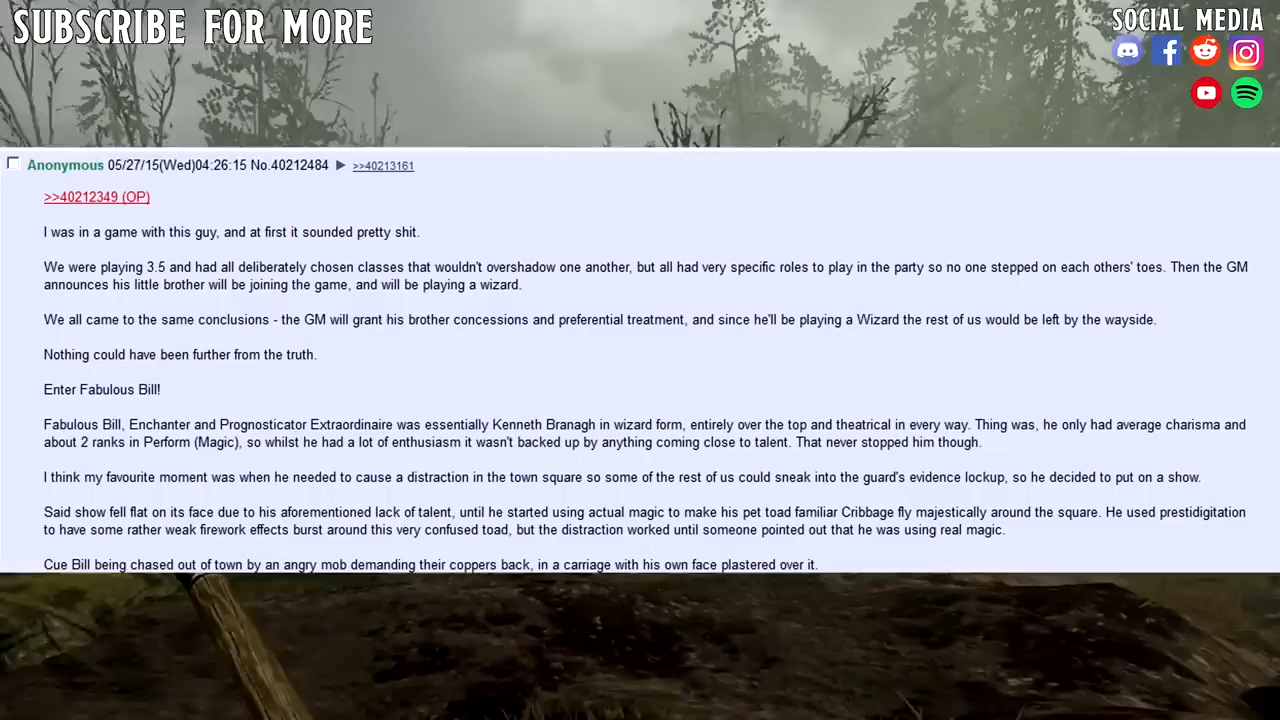 SUBSCRIBE FOR MORE
SOCIAL MEDIA
Anonymous 05/27/15(Wed)04:26:15 No.40212484 ▶ >>40213161
>>40212349 (OP)
I was in a game with this guy, and at first it sounded pretty shit.
We were playing 3.5 and had all deliberately chosen classes that wouldn't overshadow one another, but all had very specific roles to play in the party so no one stepped on each others' toes. Then the GM
announces his little brother will be joining the game, and will be playing a wizard.
We all came to the same conclusions - the GM will grant his brother concessions and preferential treatment, and since he'll be playing a Wizard the rest of us would be left by the wayside.
Nothing could have been further from the truth.
Enter Fabulous Bill!
Fabulous Bill, Enchanter and Prognosticator Extraordinaire was essentially Kenneth Branagh in wizard form, entirely over the top and theatrical in every way. Thing was, he only had average charisma and
about 2 ranks in Perform (Magic), so whilst he had a lot of enthusiasm it wasn't backed up by anything coming close to talent. That never stopped him though.
I think my favourite moment was when he needed to cause a distraction in the town square so some of the rest of us could sneak into the guard's evidence lockup, so he decided to put on a show.
Said show fell flat on its face due to his aforementioned lack of talent, until he started using actual magic to make his pet toad familiar Cribbage fly majestically around the square. He used prestidigitation
to have some rather weak firework effects burst around this very confused toad, but the distraction worked until someone pointed out that he was using real magic.
Cue Bill being chased out of town by an angry mob demanding their coppers back, in a carriage with his own face plastered over it.